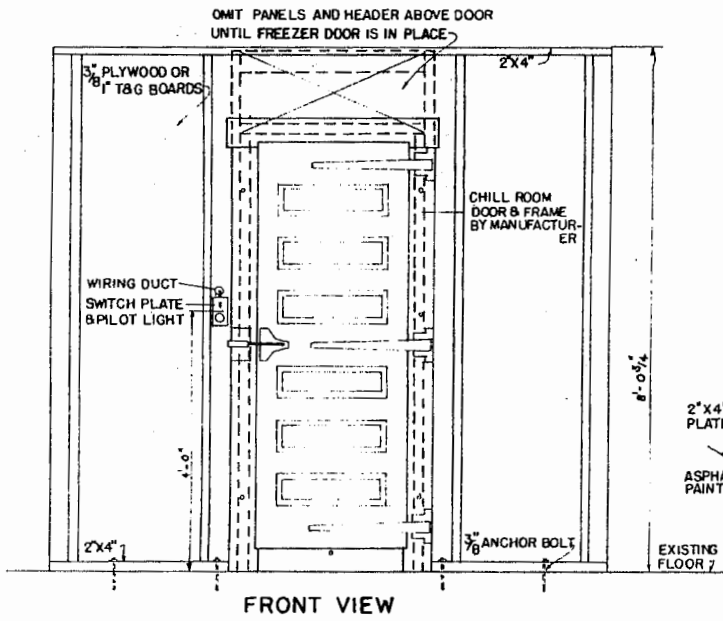 OMIT PANELS AND HEADER ABOVE DOOR
UNTIL FREEZER DOOR IS IN PLACE
2"X4"
3/8" PLYWOOD OR
1" T&G BOARDS
CHILL ROOM
DOOR & FRAME
BY MANUFACTUR-
ER
WIRING DUCT
SWITCH PLATE
& PILOT LIGHT
4'-0"
8'-0 3/4"
2"X4"
PLATE
ASPHA
PAINT
2"X4"
3/8" ANCHOR BOLT
EXISTING
FLOOR
FRONT VIEW